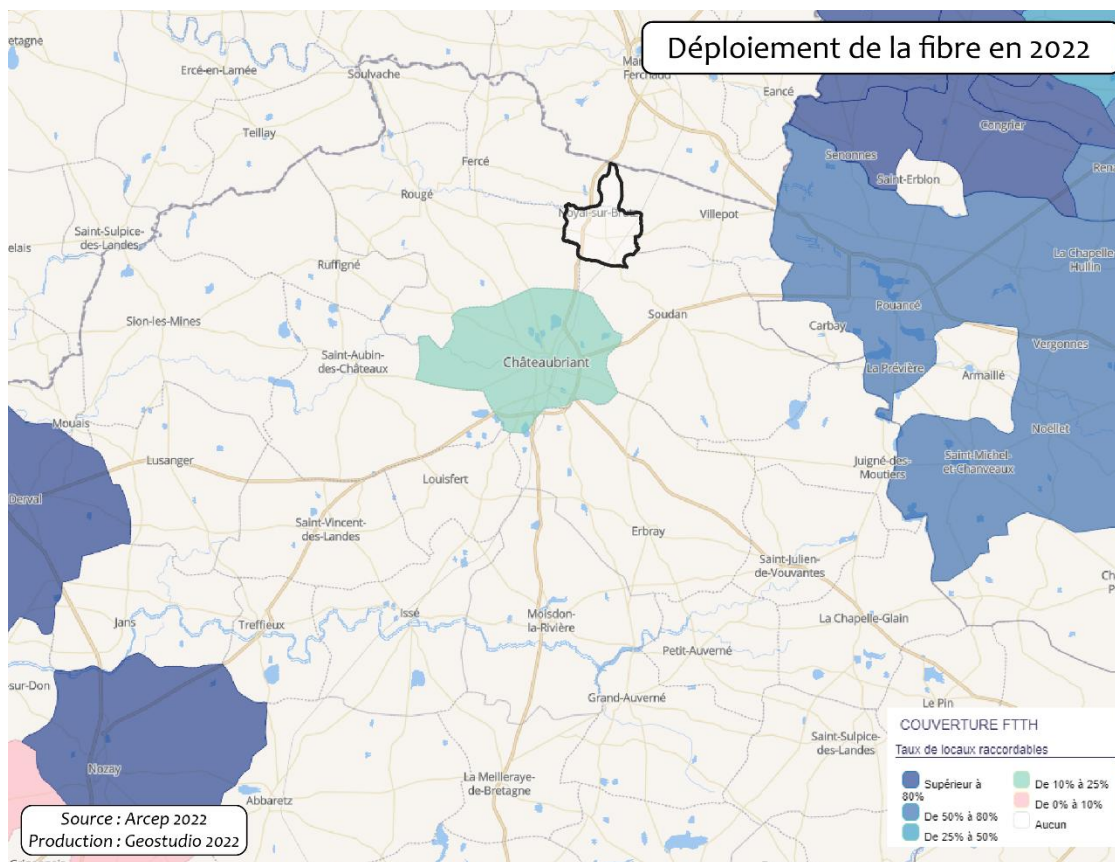 Déploiement de la fibre en 2022
etagne
Ercé-en-Lamée
Soulvache
Ferchaud
Eancé
Teillay
Congrier
Senonnes
Fercé
Saint-Erblon
Rougé
Villepot
Saint-Sulpice-
des-Landes
elais
La Chapelle-
Hullin
Ruffigné
Pouancé
Sion-les-Mines
Soudan
Carbay
Vergonnes
Saint-Aubin-
des-Châteaux
Châteaubriant
La Prévière
Armaillé
Mouais
Noëllet
Lusanger
Juigné-des-
Moutiers
Saint-Michel-
et-Chanveaux
Louisfert
Derval
Saint-Vincent-
des-Landes
Erbray
Saint-Julien-
de-Vouvantes
Issé
Moisdon-
la-Rivière
La Chapelle-Glain
Jans
Treffieux
Petit-Auverné
-sur-Don
Grand-Auverné
Le Pin
Saint-Sulpice-
des-Landes
Nozay
La Meilleraye-
de-Bretagne
Abbaretz
COUVERTURE FTTH
Taux de locaux raccordables
Supérieur à
80%
De 50% à 80%
De 25% à 50%
De 10% à 25%
De 0% à 10%
Aucun
Source : Arcep 2022
Production : Geostudio 2022